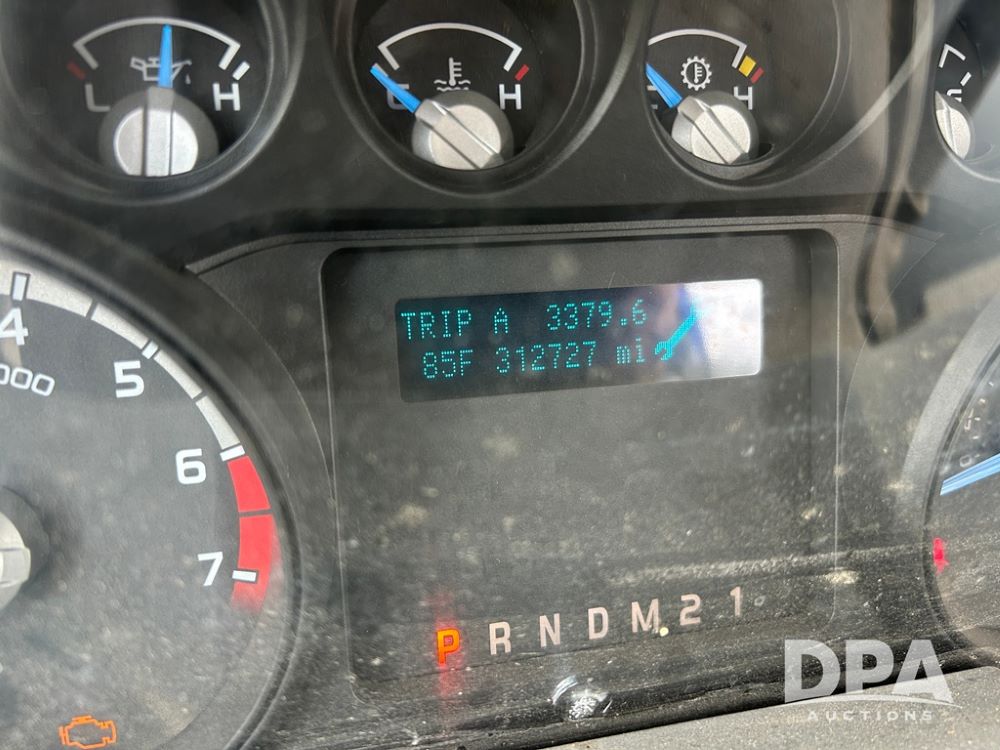 L H
C H
H
TRIP A 3379.6
85F 312727 mi
4
5
000
6
7
P R N D M 2 1
DPA
AUCTIONS